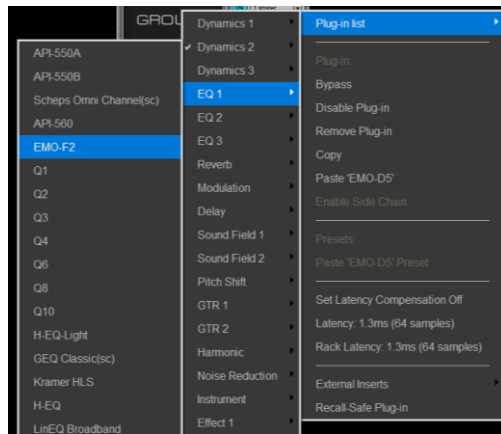 GROU
API-550A
API-550B
Scheps Omni Channel(sc)
API-560
EMO-F2
Q1
Q2
Q3
Q4
Q6
Q8
Q10
H-EQ-Light
GEQ Classic(sc)
Kramer HLS
H-EQ
LinEQ Broadband
Dynamics 1
✓ Dynamics 2
Dynamics 3
EQ 1
EQ 2
EQ 3
Reverb
Modulation
Delay
Sound Field 1
Sound Field 2
Pitch Shift
GTR 1
GTR 2
Harmonic
Noise Reduction
Instrument
Effect 1
Plug-in list
Plug-in:
Bypass
Disable Plug-in
Remove Plug-in
Copy
Paste 'EMO-D5'
Enable Side Chain
Presets:
Paste 'EMO-D5' Preset
Set Latency Compensation Off
Latency: 1.3ms (64 samples)
Rack Latency: 1.3ms (64 samples)
External Inserts
Recall-Safe Plug-in